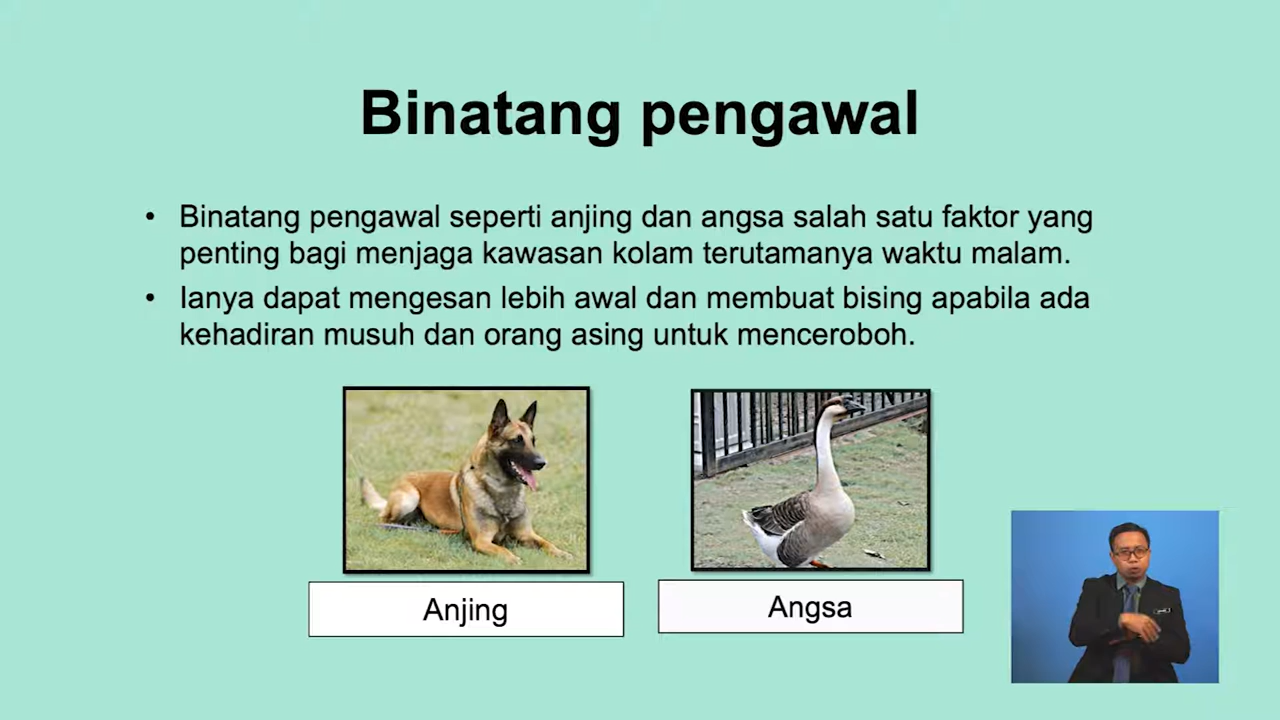 Binatang pengawal
• Binatang pengawal seperti anjing dan angsa salah satu faktor yang
penting bagi menjaga kawasan kolam terutamanya waktu malam.
• Ianya dapat mengesan lebih awal dan membuat bising apabila ada
kehadiran musuh dan orang asing untuk menceroboh.
Anjing
Angsa